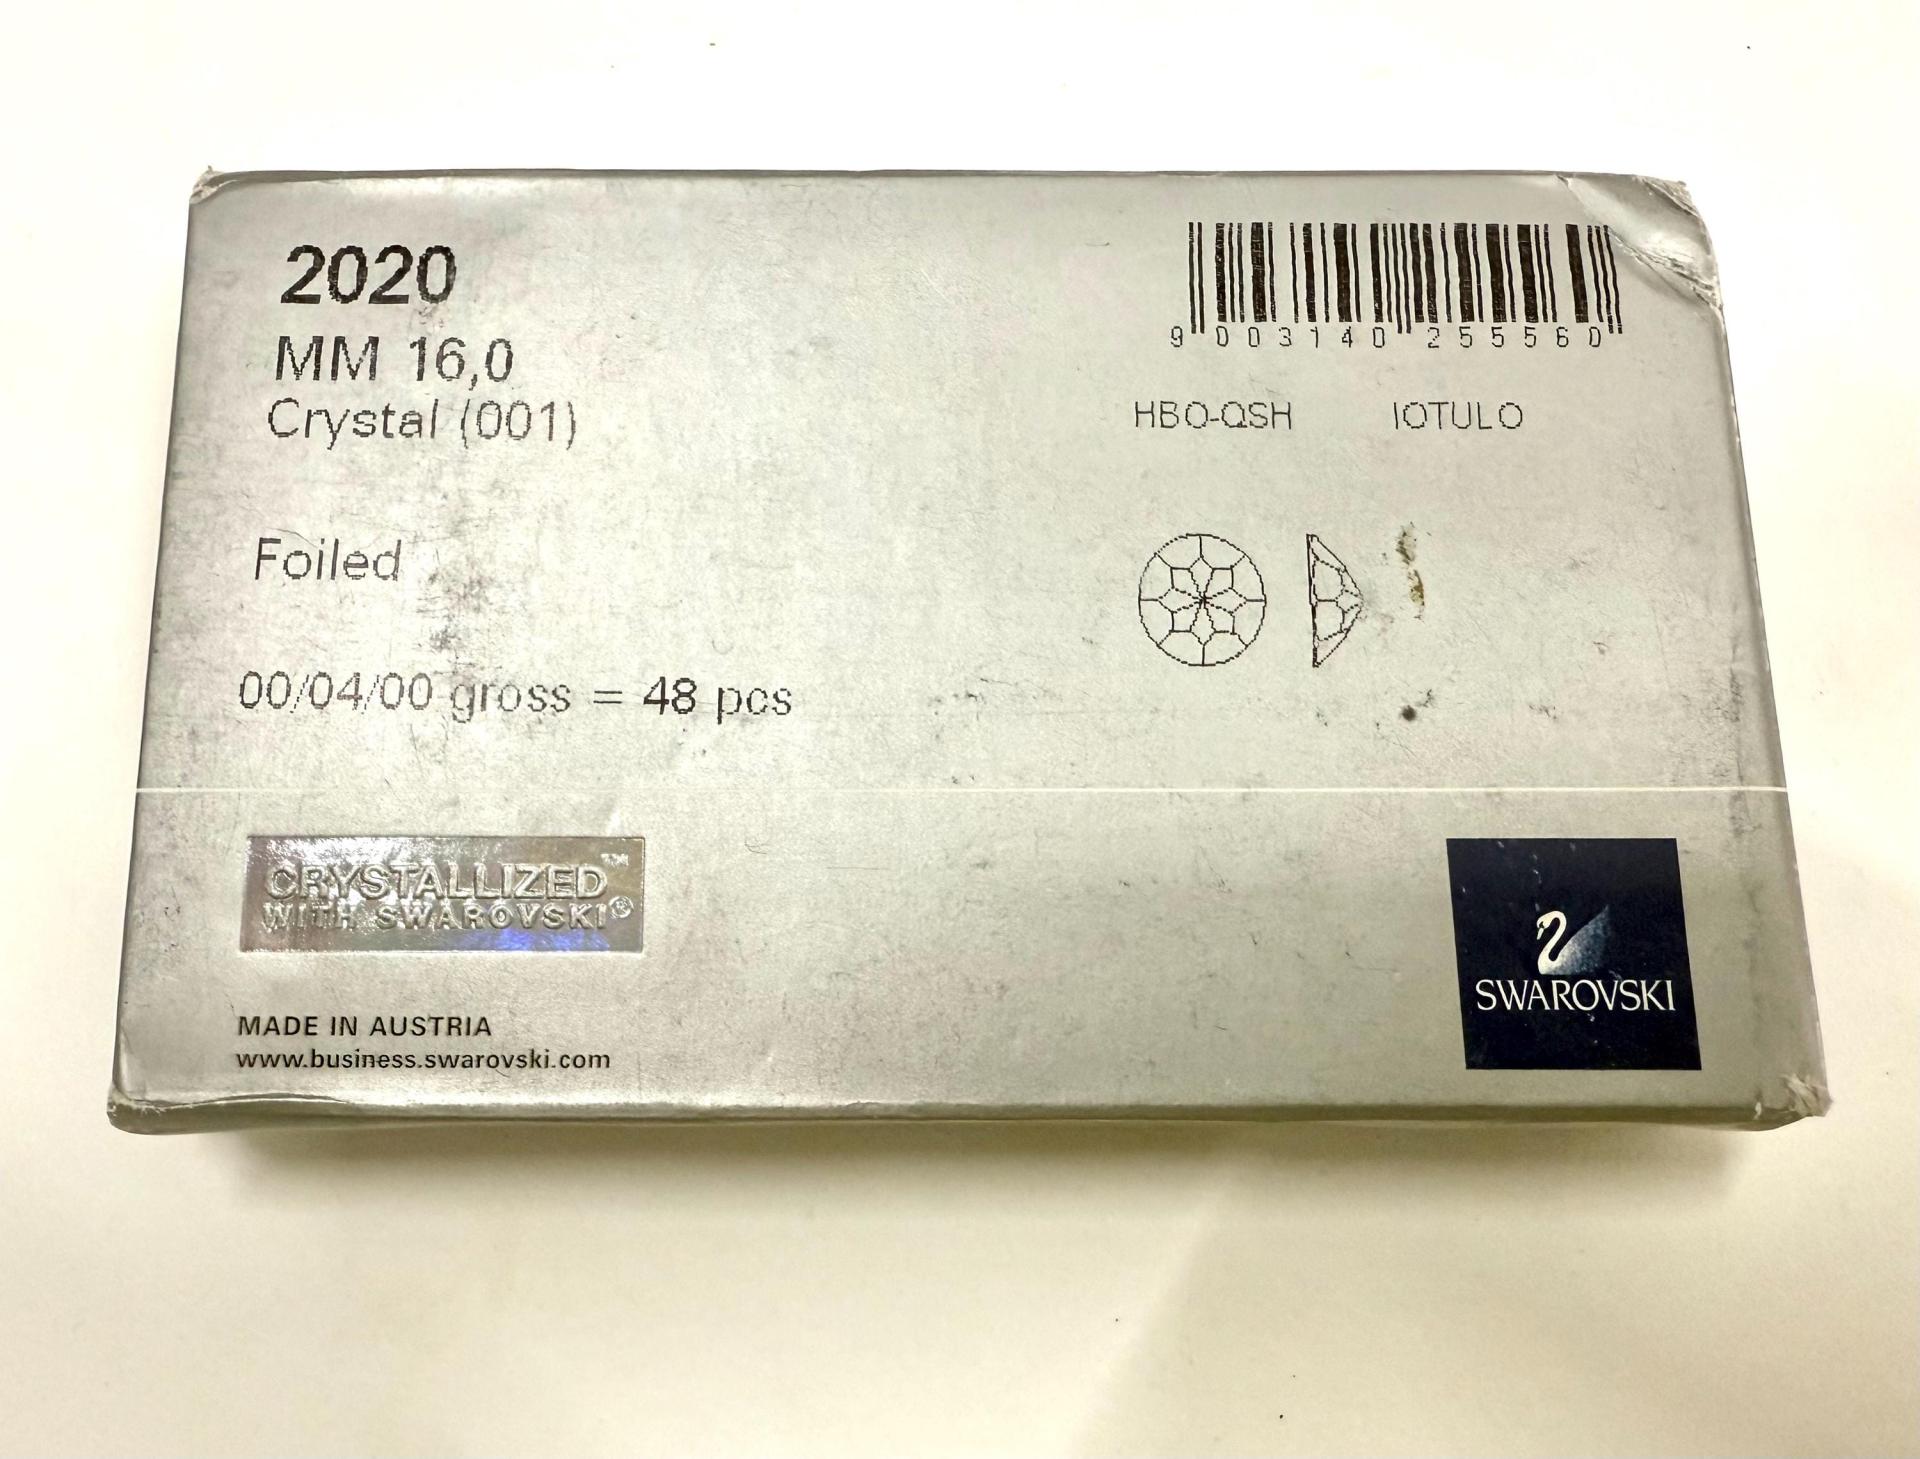 2020
MM 16,0
Crystal (001)
Foiled
00/04/00 gross = 48 pcs
9 003140 255560
HBO-QSH IOTULO
CRYSTALLIZED™
WITH SWAROVSKI®
MADE IN AUSTRIA
www.business.swarovski.com
SWAROVSKI